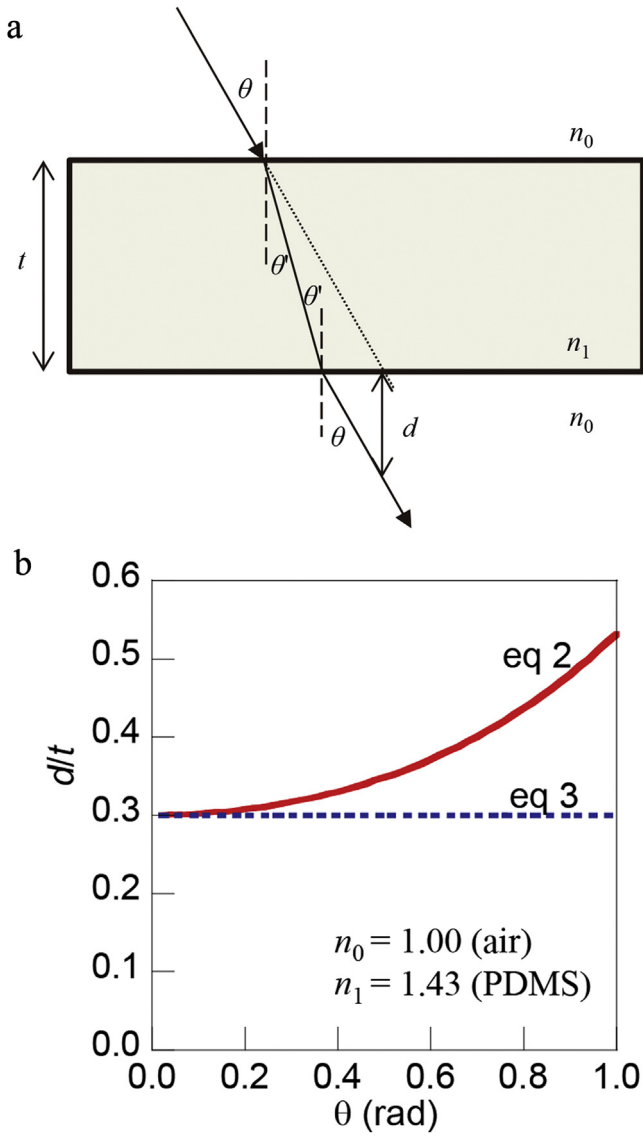 a
θ
n₀
t
θ'
θ'
n₁
θ
d
n₀
b
0.6
0.5
0.4
0.3
0.2
0.1
0.0
d/t
eq 2
eq 3
n₀ = 1.00 (air)
n₁ = 1.43 (PDMS)
0.0 0.2 0.4 0.6 0.8 1.0
θ (rad)